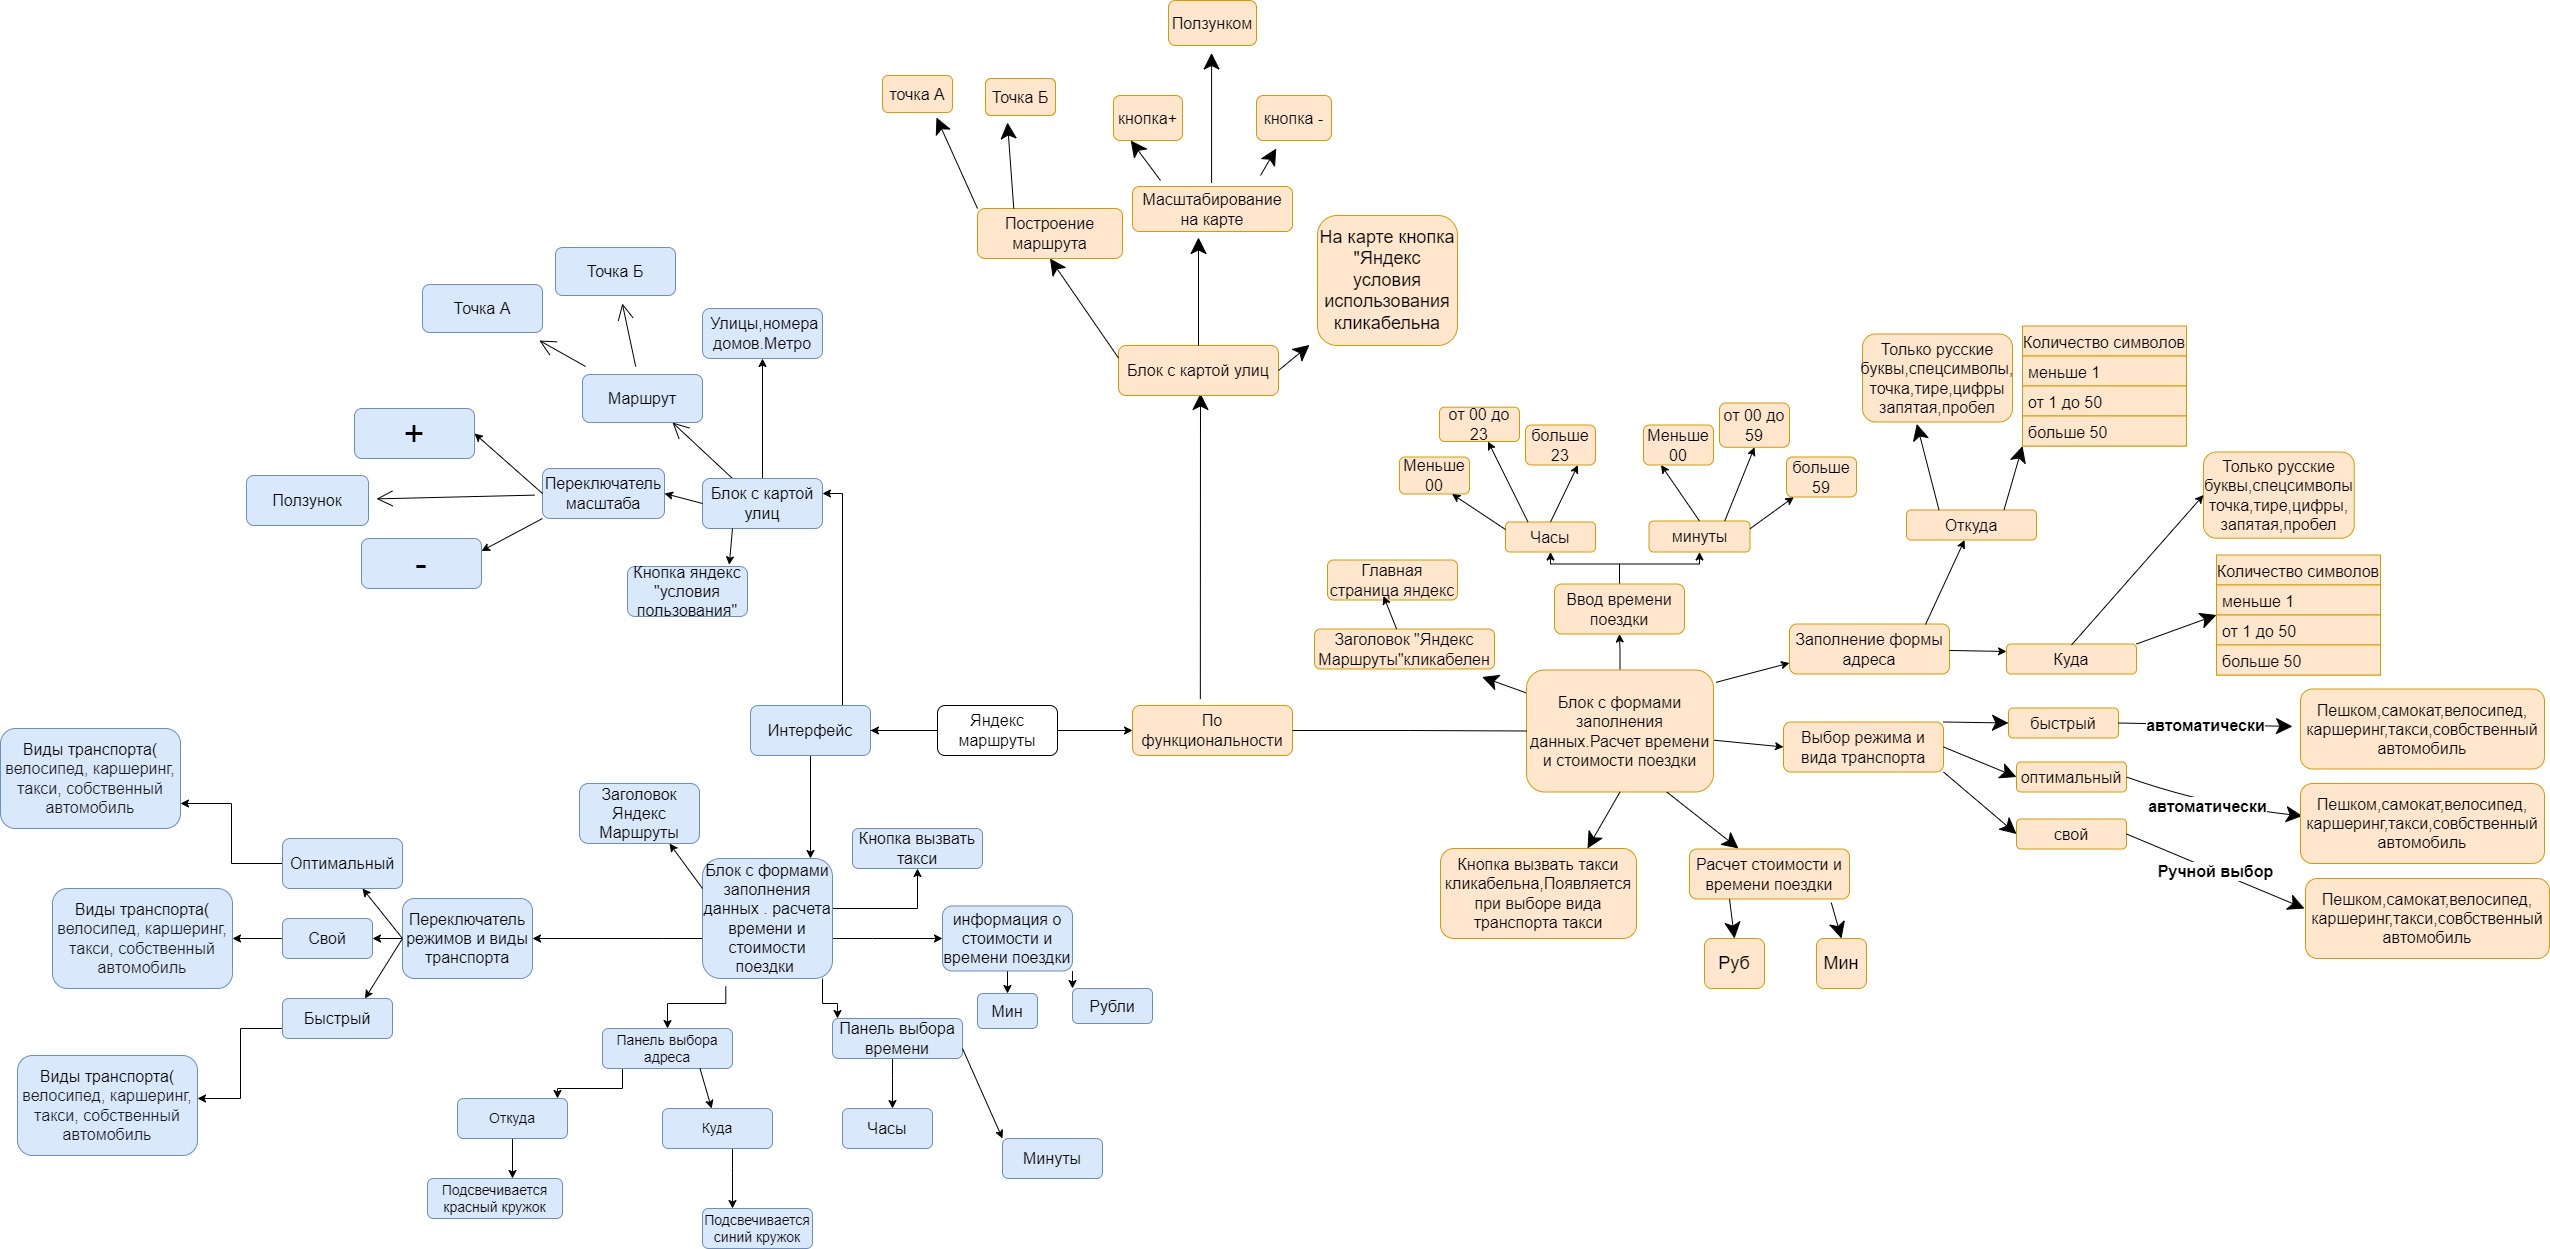 Ползунком
точка А
Точка Б
кнопка+
кнопка -
Масштабирование
на карте
Построение
маршрута
На карте кнопка
"Яндекс
условия
использования
кликабельна
Блок с картой улиц
Точка Б
Точка А
Улицы,номера
домов.Метро
Маршрут
+
Переключатель
масштаба
Ползунок
-
Блок с картой
улиц
Кнопка яндекс
"условия
пользования"
Только русские
буквы,спецсимволы,
точка,тире,цифры
запятая,пробел
Количество символов
меньше 1
от 1 до 50
больше 50
от 00 до
23
больше
23
Меньше
00
Меньше
00
от 00 до
59
больше
59
Часы
минуты
Откуда
Только русские
буквы,спецсимволы
точка,тире,цифры,
запятая,пробел
Количество символов
меньше 1
от 1 до 50
больше 50
Главная
страница яндекс
Ввод времени
поездки
Заголовок "Яндекс
Маршруты"кликабелен
Заполнение формы
адреса
Куда
Интерфейс
Яндекс
маршруты
По
функциональности
Блок с формами
заполнения
данных.Расчет времени
и стоимости поездки
Выбор режима и
вида транспорта
быстрый
автоматически
Пешком,самокат,велосипед,
каршеринг,такси,совбственный
автомобиль
оптимальный
автоматически
Пешком,самокат,велосипед,
каршеринг,такси,совбственный
автомобиль
свой
Ручной выбор
Пешком,самокат,велосипед,
каршеринг,такси,совбственный
автомобиль
Кнопка вызвать такси
кликабельна,Появляется
при выборе вида
транспорта такси
Расчет стоимости и
времени поездки
Руб
Мин
Виды транспорта(
велосипед, каршеринг,
такси, собственный
автомобиль
Заголовок
Яндекс
Маршруты
Кнопка вызвать
такси
Оптимальный
Блок с формами
заполнения
данных . расчета
времени и
стоимости
поездки
Виды транспорта(
велосипед, каршеринг,
такси, собственный
автомобиль
Свой
Переключатель
режимов и виды
транспорта
информация о
стоимости и
времени поездки
Быстрый
Мин
Рубли
Панель выбора
адреса
Панель выбора
времени
Виды транспорта(
велосипед, каршеринг,
такси, собственный
автомобиль
Откуда
Куда
Часы
Минуты
Подсвечивается
красный кружок
Подсвечивается
синий кружок